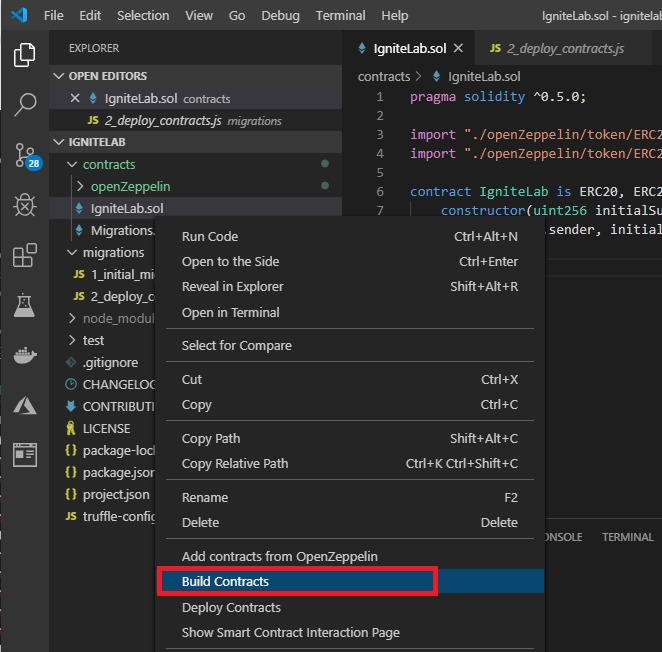 File Edit Selection View Go Debug Terminal Help IgniteLab.sol - ignitelab
EXPLORER
OPEN EDITORS
IgniteLab.sol contracts
JS 2_deploy_contracts.js migrations
IGNITELAB
contracts
openZeppelin
IgniteLab.sol
Migrations.
migrations
JS 1_initial_mi
JS 2_deploy_co
node_modul
test
.gitignore
CHANGELOG
CONTRIBUTI
LICENSE
{} package-lock
{} package.json
{} project.json
JS truffle-config
28
IgniteLab.sol JS 2_deploy_contracts.js
contracts > IgniteLab.sol
1 pragma solidity ^0.5.0;
2
3 import "./openZeppelin/token/ERC2
4 import "./openZeppelin/token/ERC2
5
6 contract IgniteLab is ERC20, ERC2
7 constructor(uint256 initialSu
.sender, initia
Run Code Ctrl+Alt+N
Open to the Side Ctrl+Enter
Reveal in Explorer Shift+Alt+R
Open in Terminal
Select for Compare
Cut Ctrl+X
Copy Ctrl+C
Copy Path Shift+Alt+C
Copy Relative Path Ctrl+K Ctrl+Shift+C
Rename F2
Delete Delete
Add contracts from OpenZeppelin
Build Contracts
Deploy Contracts
Show Smart Contract Interaction Page
ONSOLE TERMINAL